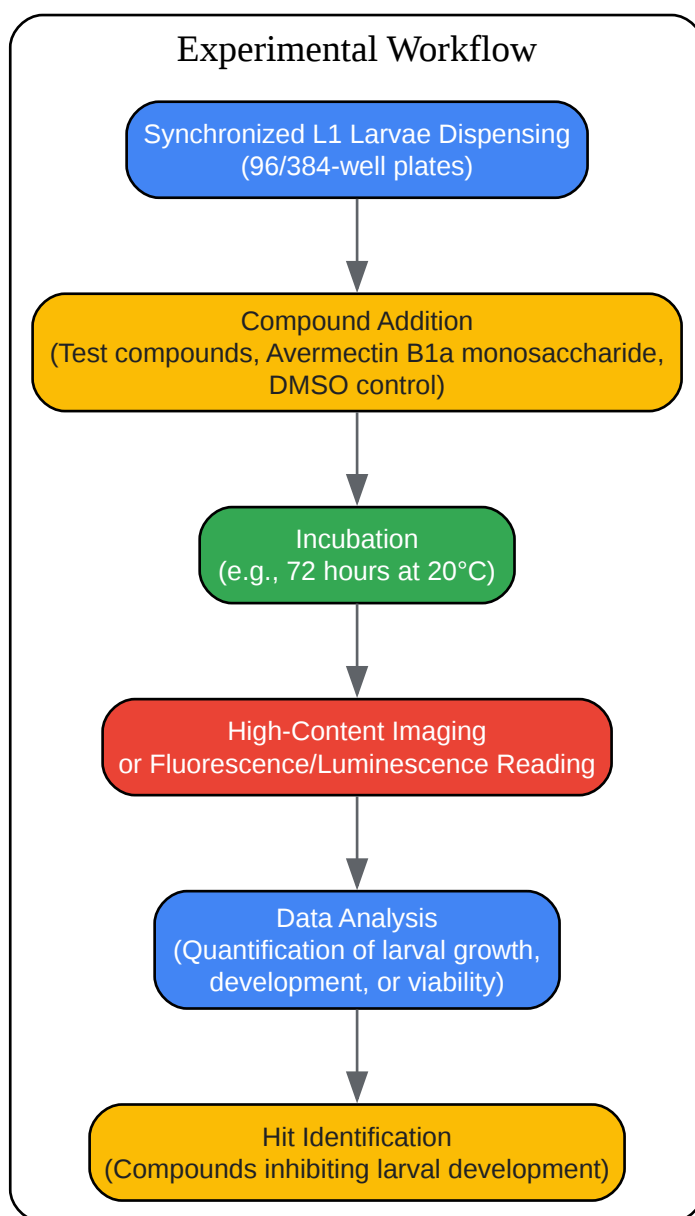 Experimental Workflow
Synchronized L1 Larvae Dispensing
(96/384-well plates)
Compound Addition
(Test compounds, Avermectin B1a monosaccharide,
DMSO control)
Incubation
(e.g., 72 hours at 20°C)
High-Content Imaging
or Fluorescence/Luminescence Reading
Data Analysis
(Quantification of larval growth,
development, or viability)
Hit Identification
(Compounds inhibiting larval development)